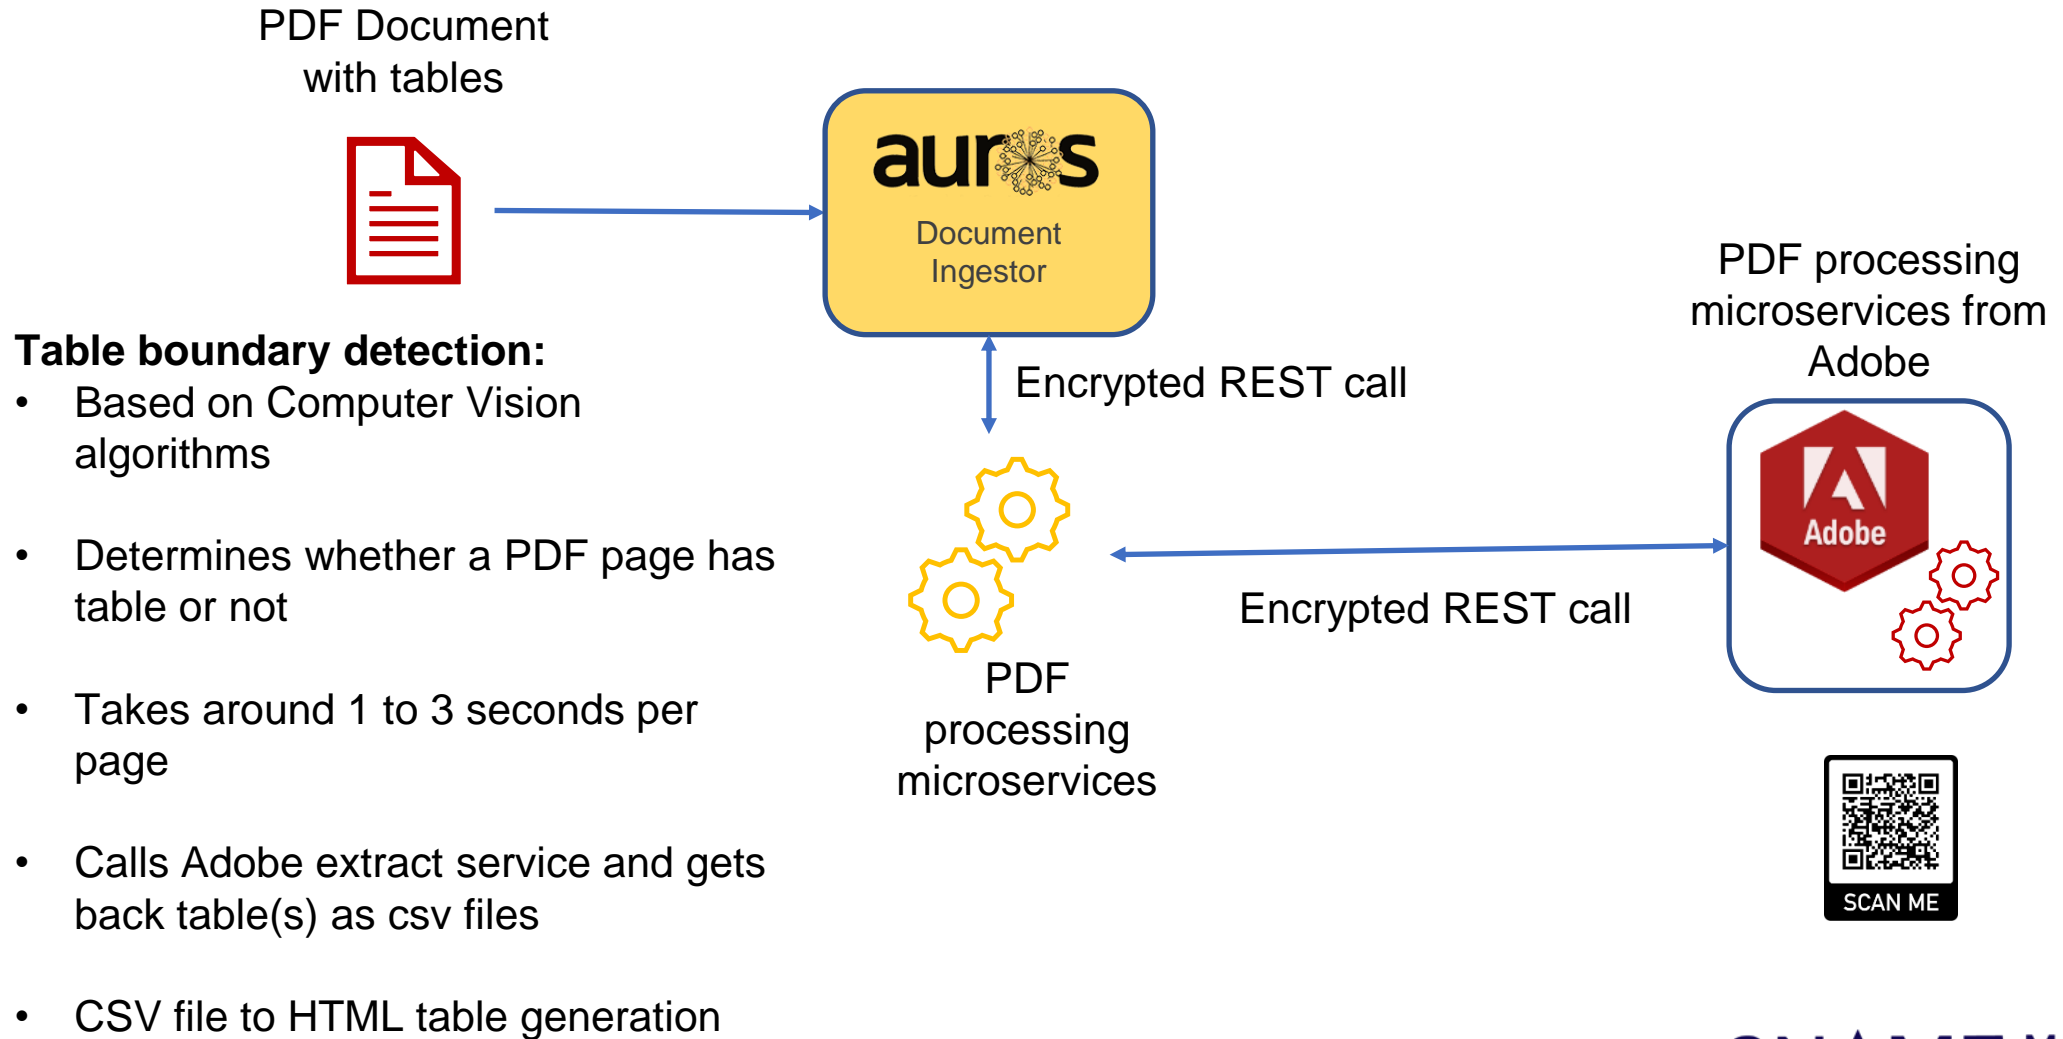 PDF Document
with tables
auros
Document
Ingestor
PDF processing
microservices from
Adobe
Table boundary detection:
Encrypted REST call
• Based on Computer Vision
algorithms
Adobe
• Determines whether a PDF page has
table or not
Encrypted REST call
PDF
processing
microservices
• Takes around 1 to 3 seconds per
page
• Calls Adobe extract service and gets
back table(s) as csv files
SCAN ME
• CSV file to HTML table generation